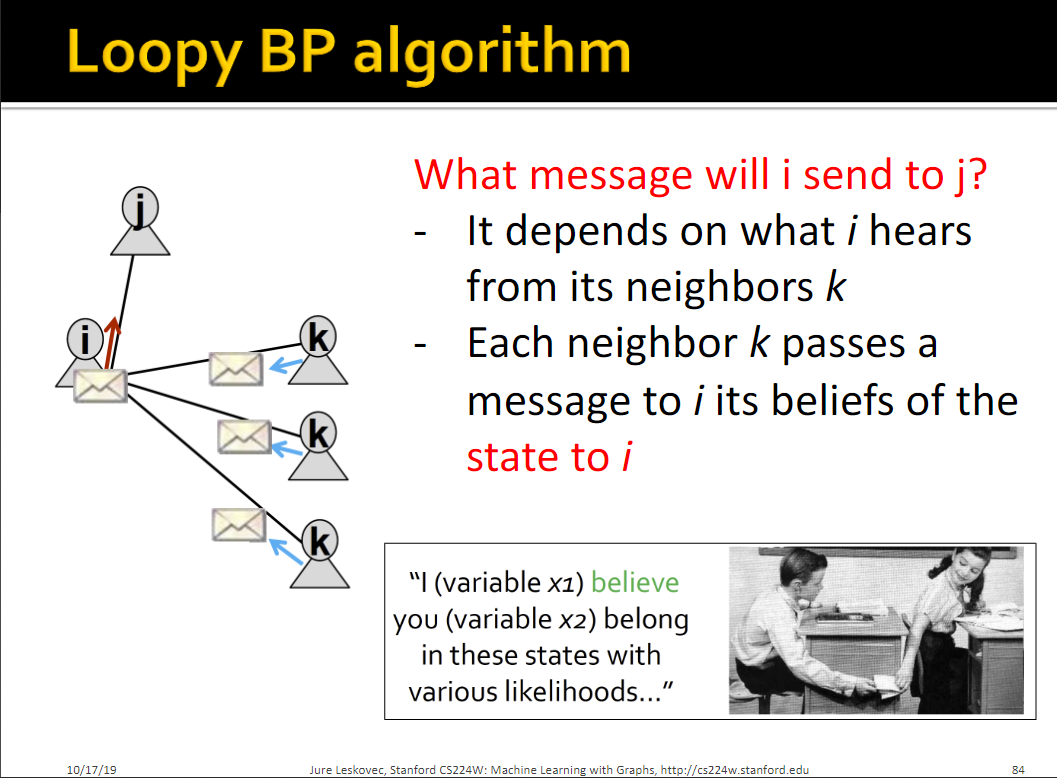 Loopy BP algorithm
What message will i send to j?
- It depends on what i hears
from its neighbors k
- Each neighbor k passes a
message to i its beliefs of the
state to i
j
i
k
k
k
“I (variable x1) believe
you (variable x2) belong
in these states with
various likelihoods…”
10/17/19
Jure Leskovec, Stanford CS224W: Machine Learning with Graphs, http://cs224w.stanford.edu
84